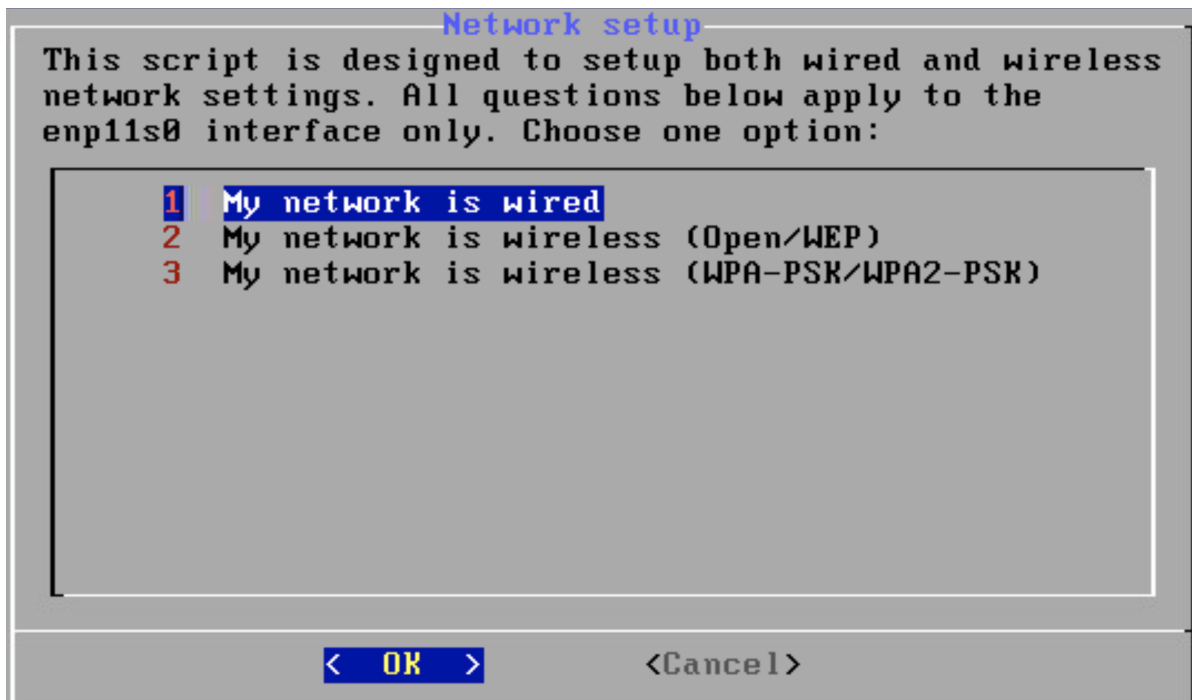 Network setup
This script is designed to setup both wired and wireless
network settings. All questions below apply to the
enp11s0 interface only. Choose one option:
1 My network is wired
2 My network is wireless (Open/WEP)
3 My network is wireless (WPA-PSK/WPA2-PSK)
< OK > <Cancel>